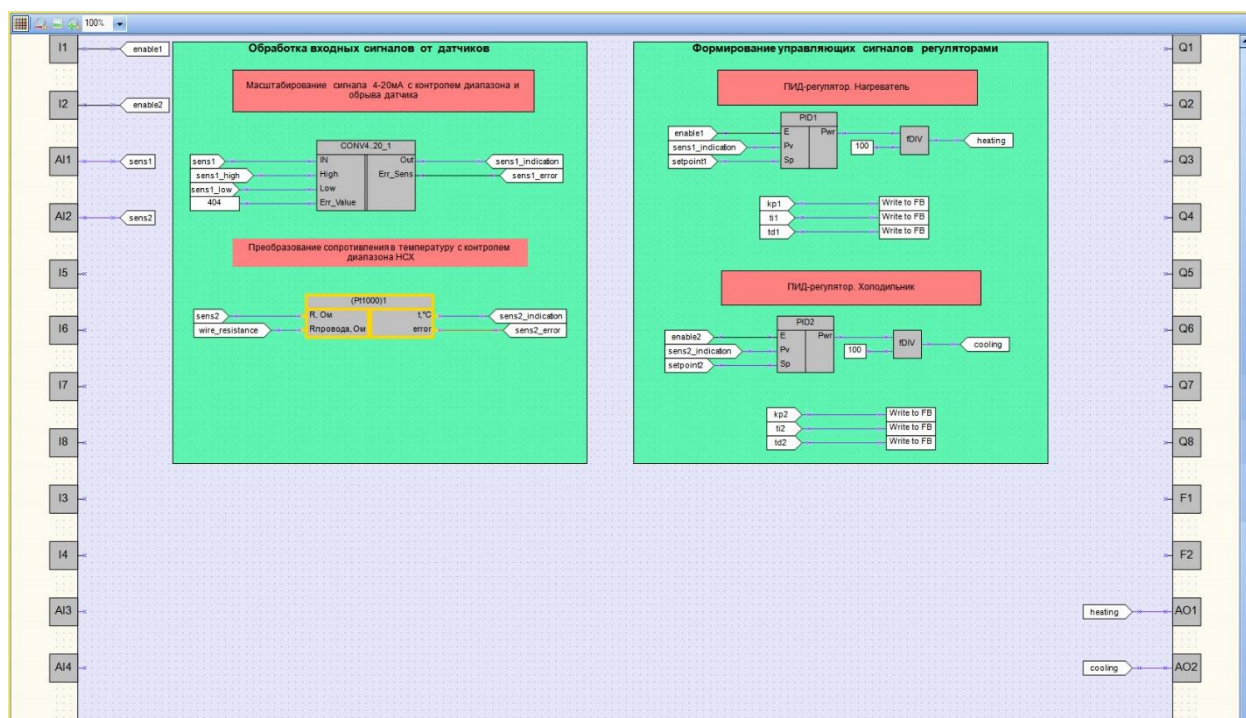 100%
I1
enable1
I2
enable2
AI1
sens1
AI2
sens2
I5
I6
I7
I8
I3
I4
AI3
AI4
Обработка входных сигналов от датчиков
Масштабирование сигнала 4-20мА с контролем диапазона и
обрыва датчика
CONV4..20_1
sens1
IN
Out
sens1_indication
sens1_high
High
Err_Sens
sens1_error
sens1_low
Low
404
Err_Value
Преобразование сопротивления в температуру с контролем
диапазона НСХ
(Pt1000)1
sens2
R, Ом
t,°C
sens2_indication
wire_resistance
Rпровода, Ом
error
sens2_error
Формирование управляющих сигналов регуляторами
ПИД-регулятор. Нагреватель
PID1
enable1
E
Pwr
fDIV
heating
sens1_indication
Pv
100
setpoint1
Sp
kp1
Write to FB
ti1
Write to FB
td1
Write to FB
ПИД-регулятор. Холодильник
PID2
enable2
E
Pwr
fDIV
cooling
sens2_indication
Pv
100
setpoint2
Sp
kp2
Write to FB
ti2
Write to FB
td2
Write to FB
Q1
Q2
Q3
Q4
Q5
Q6
Q7
Q8
F1
F2
heating
AO1
cooling
AO2